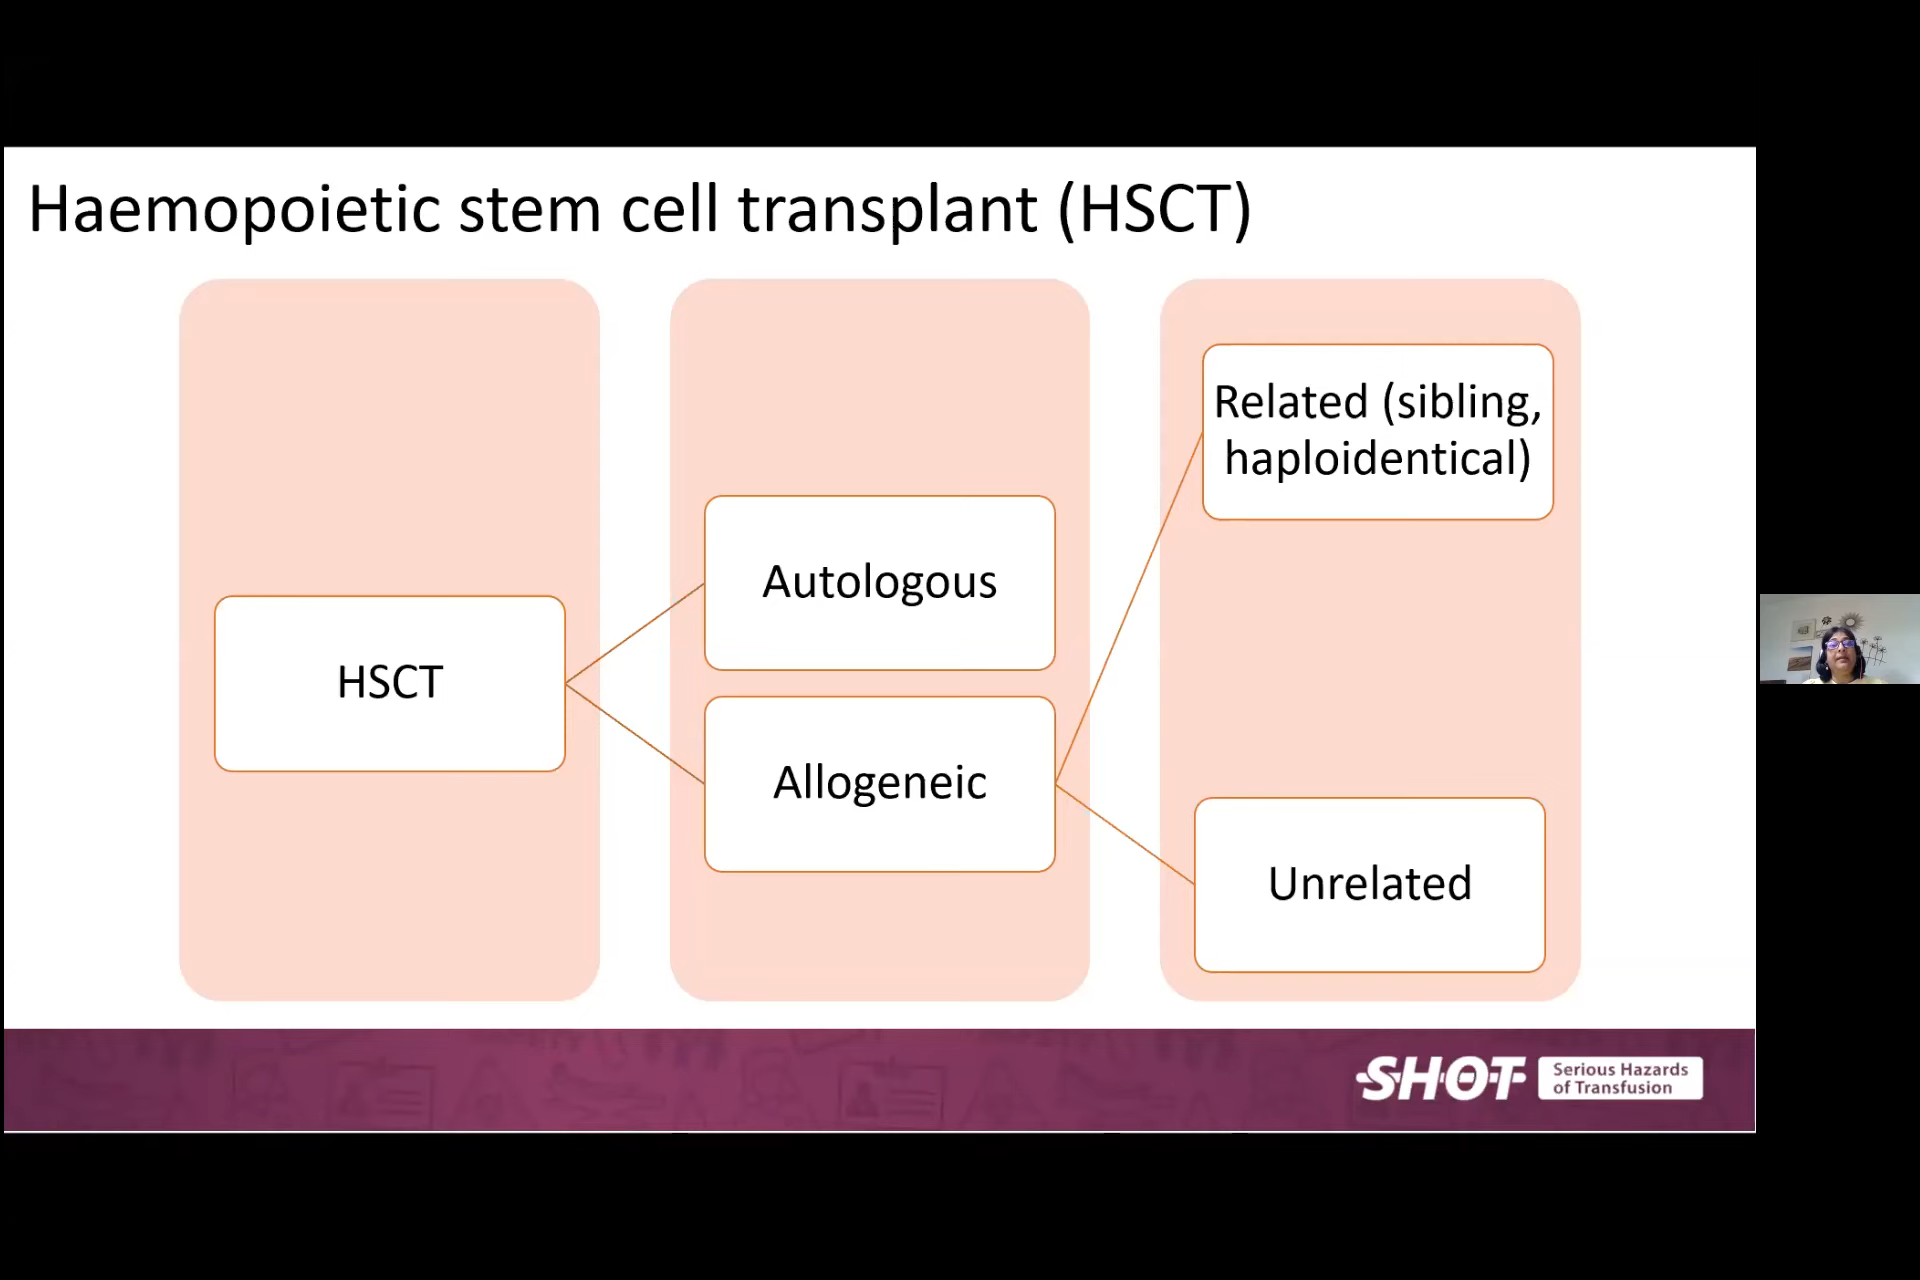 Haemopoietic stem cell transplant (HSCT)
HSCT
Autologous
Allogeneic
Related (sibling,
haploidentical)
Unrelated
SHOT
Serious Hazards
of Transfusion